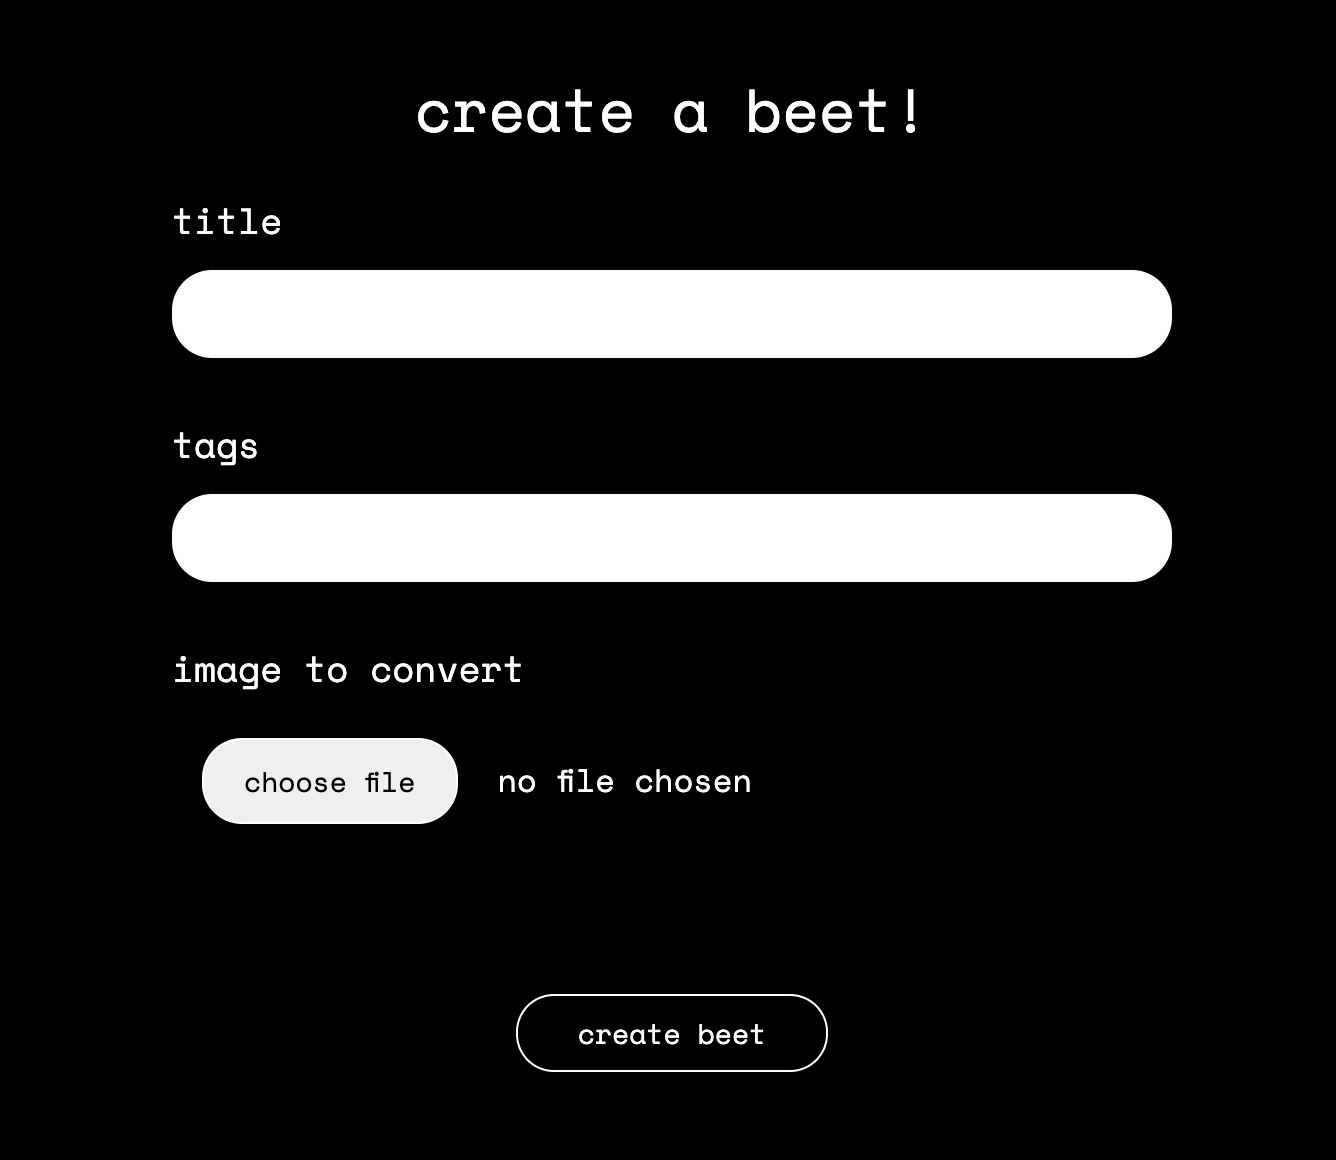 create a beet!
title
tags
image to convert
choose file
no file chosen
create beet